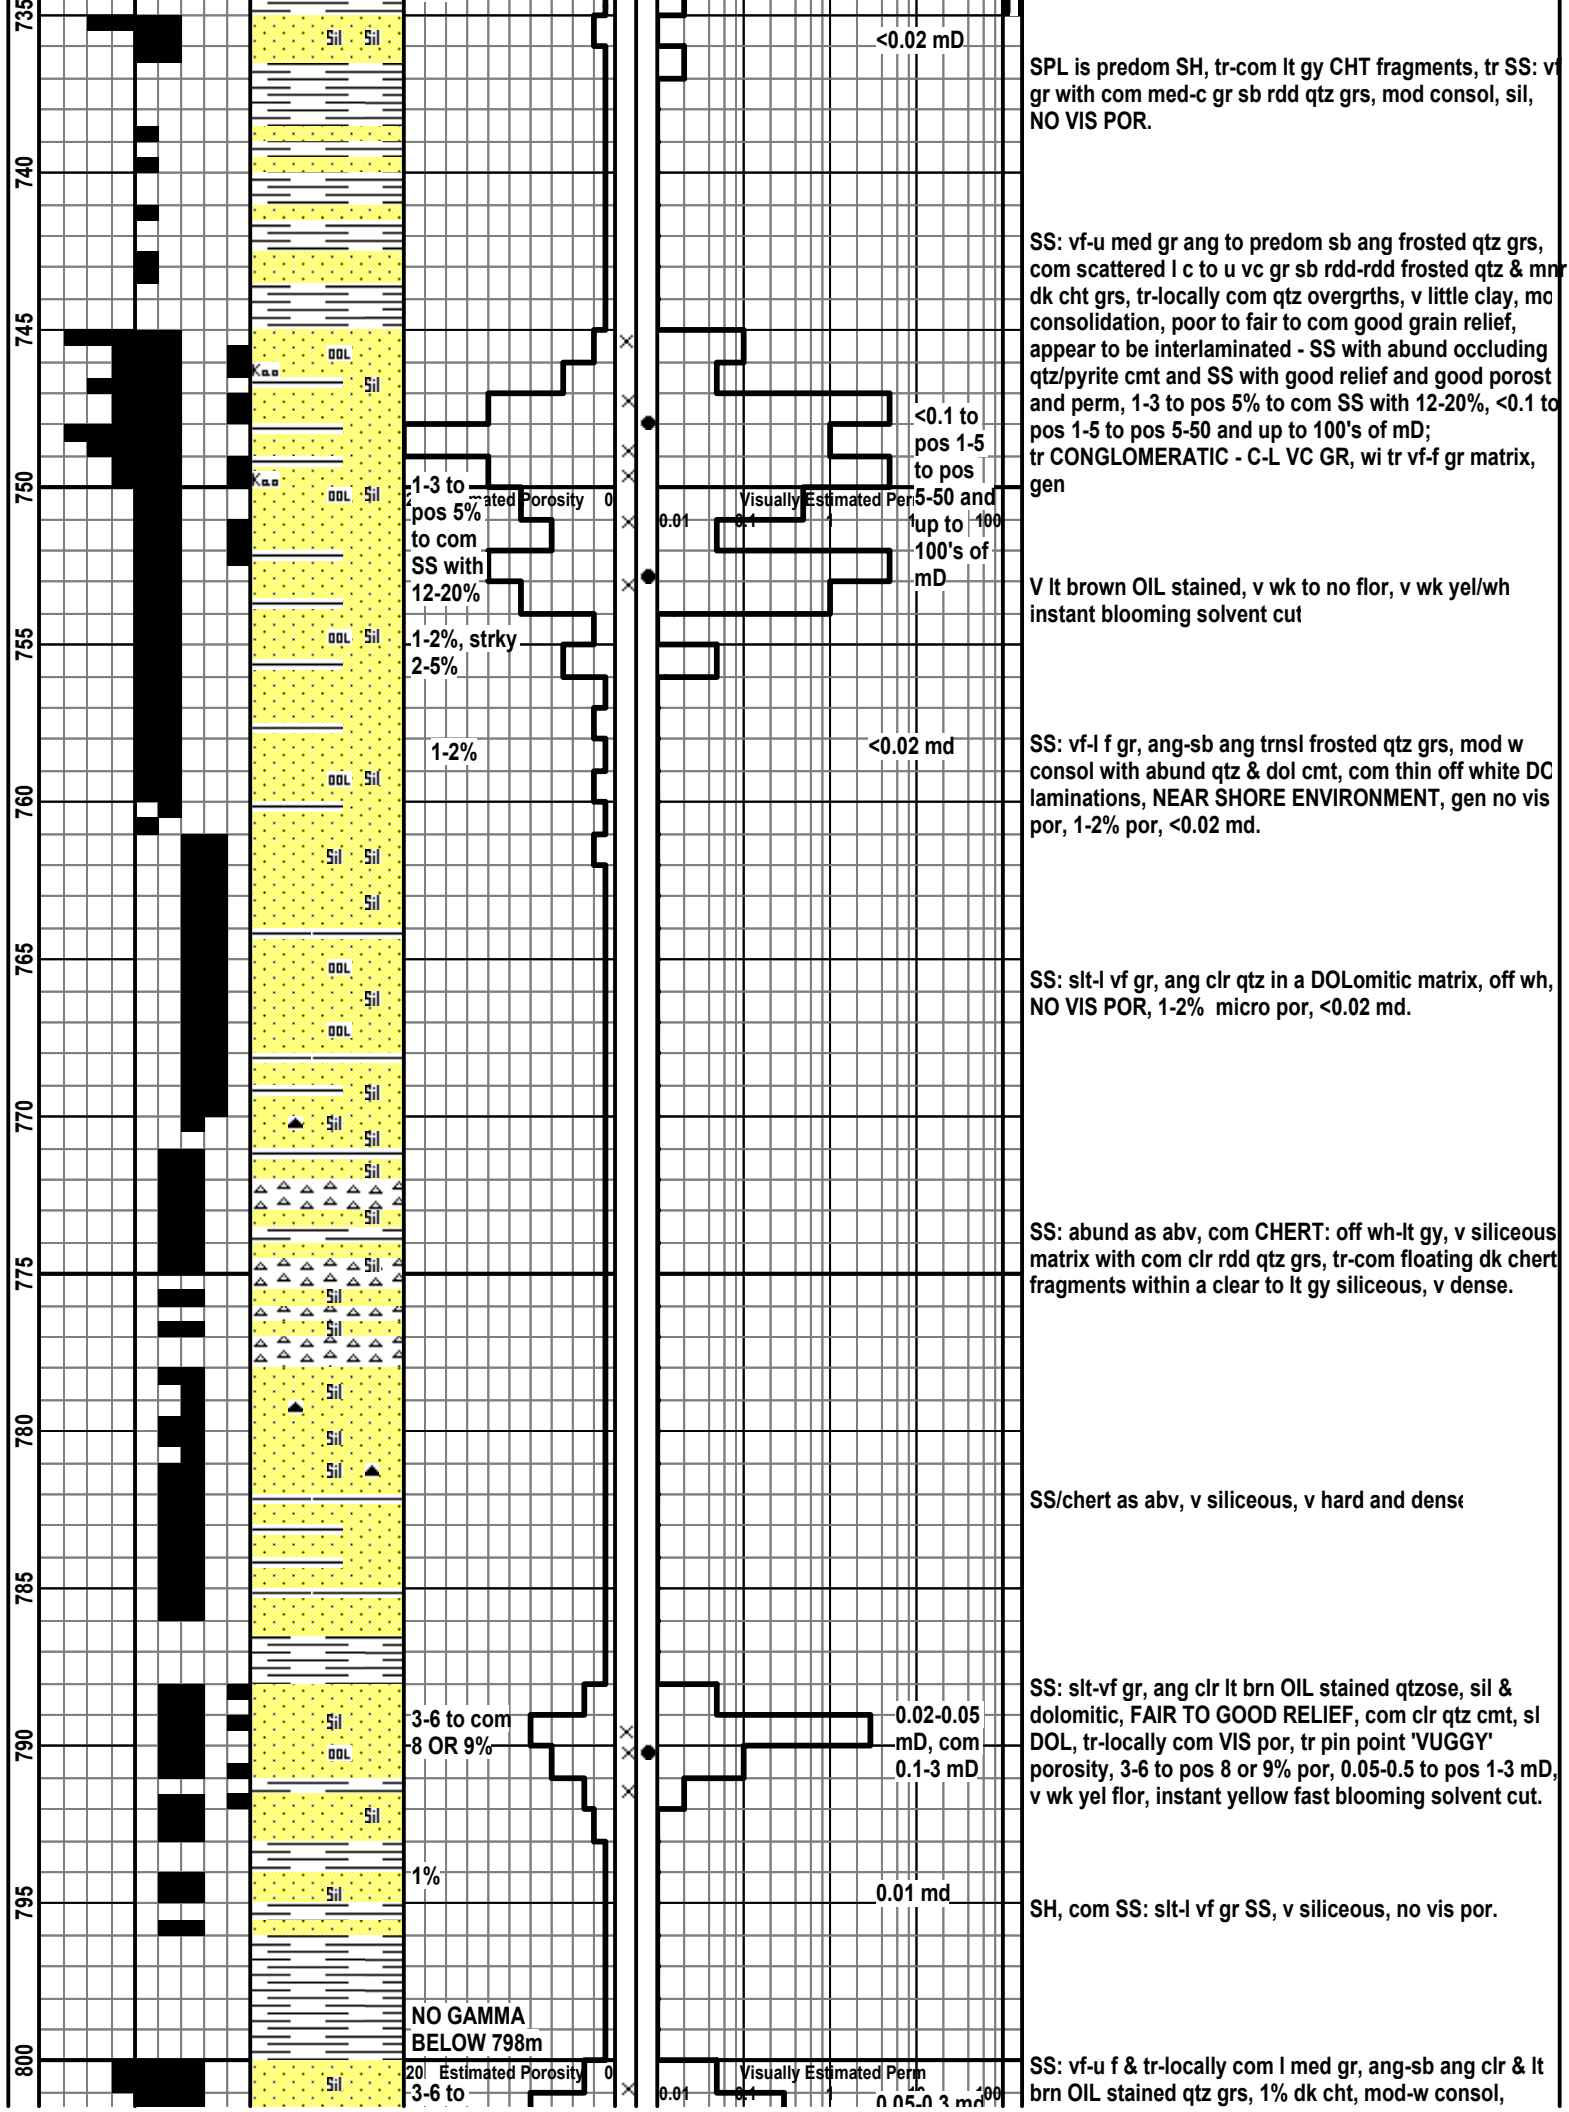 735
Sil Sil
<0.02 mD
SPL is predom SH, tr-com lt gy CHT fragments, tr SS: vf
gr with com med-c gr sb rdd qtz grs, mod consol, sil,
NO VIS POR.
740
SS: vf-u med gr ang to predom sb ang frosted qtz grs,
com scattered l c to u vc gr sb rdd-rdd frosted qtz & mnr
dk cht grs, tr-locally com qtz overgrths, v little clay, mo
consolidation, poor to fair to com good grain relief,
appear to be interlaminated - SS with abund occluding
qtz/pyrite cmt and SS with good relief and good porost
and perm, 1-3 to pos 5% to com SS with 12-20%, <0.1 to
pos 1-5 to pos 5-50 and up to 100's of mD;
tr CONGLOMERATIC - C-L VC GR, wi tr vf-f gr matrix,
gen
745
OOL
Kao
Sil
<0.1 to
pos 1-5
to pos
5-50 and
up to
100's of
mD
Kao
OOL Sil
750
1-3 to
pos 5%
to com
SS with
12-20%
mated Porosity 0
Visually Estimated Per
0.01 0.1 1 1 100
V lt brown OIL stained, v wk to no flor, v wk yel/wh
instant blooming solvent cut
755
OOL Sil
1-2%, strky
2-5%
1-2%
<0.02 md
SS: vf-l f gr, ang-sb ang trnsl frosted qtz grs, mod w
consol with abund qtz & dol cmt, com thin off white DO
laminations, NEAR SHORE ENVIRONMENT, gen no vis
por, 1-2% por, <0.02 md.
OOL Sil
760
Sil Sil
Sil
765
OOL
Sil
OOL
SS: slt-l vf gr, ang clr qtz in a DOLomitic matrix, off wh,
NO VIS POR, 1-2% micro por, <0.02 md.
Sil
770
Sil
Sil
Sil
Sil
SS: abund as abv, com CHERT: off wh-lt gy, v siliceous
matrix with com clr rdd qtz grs, tr-com floating dk chert
fragments within a clear to lt gy siliceous, v dense.
775
Sil
Sil
Sil
Sil
780
Sil
Sil
SS/chert as abv, v siliceous, v hard and dense
785
SS: slt-vf gr, ang clr lt brn OIL stained qtzose, sil &
dolomitic, FAIR TO GOOD RELIEF, com clr qtz cmt, sl
DOL, tr-locally com VIS por, tr pin point 'VUGGY'
porosity, 3-6 to pos 8 or 9% por, 0.05-0.5 to pos 1-3 mD,
v wk yel flor, instant yellow fast blooming solvent cut.
790
Sil
OOL
Sil
3-6 to com
8 OR 9%
0.02-0.05
mD, com
0.1-3 mD
795
Sil
1%
0.01 md
SH, com SS: slt-l vf gr SS, v siliceous, no vis por.
NO GAMMA
BELOW 798m
800
Sil
20 Estimated Porosity 0
3-6 to
Visually Estimated Perm
0.01 0.1 1 10 100
0.05-0.3 md
SS: vf-u f & tr-locally com l med gr, ang-sb ang clr & lt
brn OIL stained qtz grs, 1% dk cht, mod-w consol,